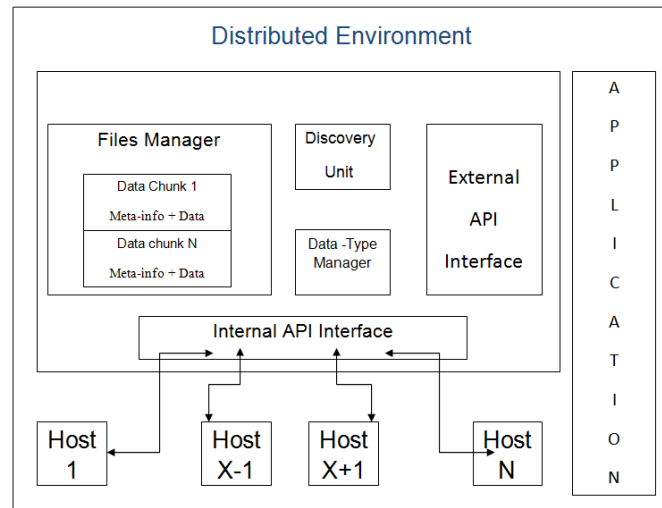 Distributed Environment
Files Manager
Data Chunk 1
Meta-info + Data
Data chunk N
Meta-info + Data
Discovery
Unit
Data -Type
Manager
External
API
Interface
Internal API Interface
Host
1
Host
X-1
Host
X+1
Host
N
A
P
P
L
I
C
A
T
I
O
N